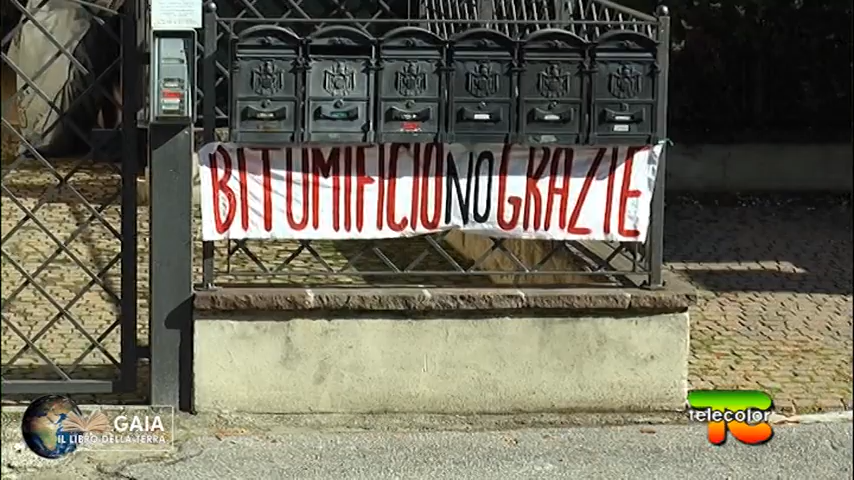 BITUMIFICIO NO GRAZIE
GAIA
IL LIBRO DELLA TERRA
telecolor